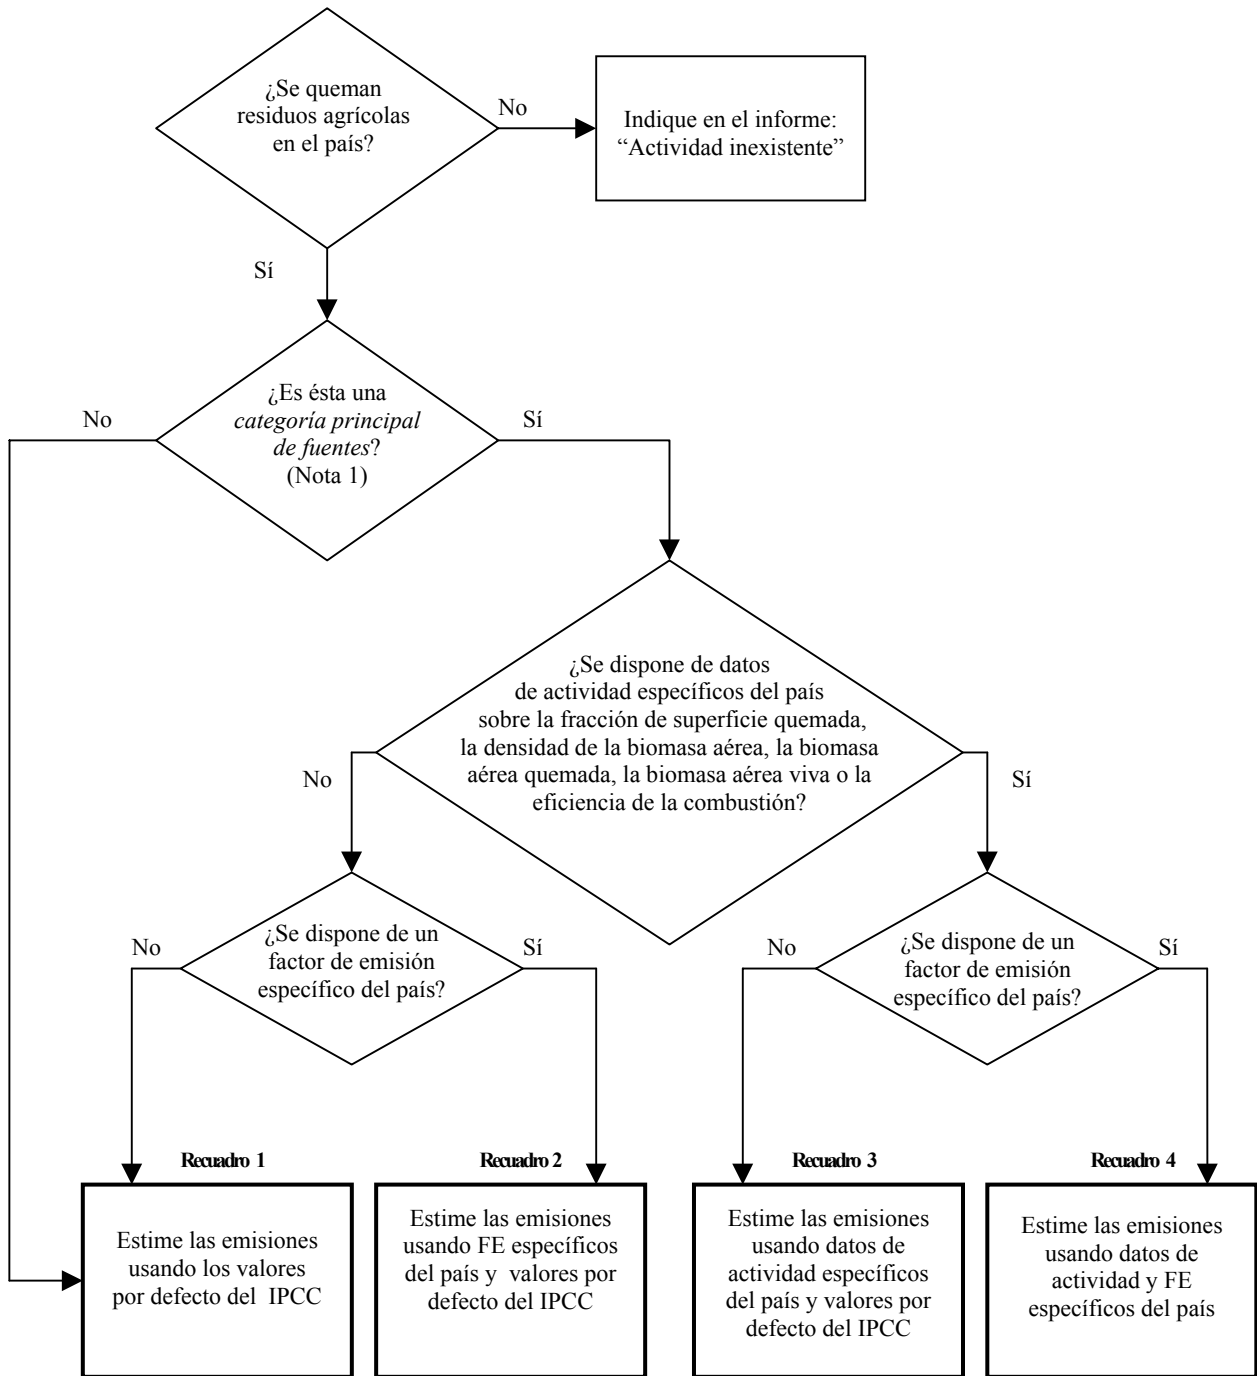 ¿Se queman
residuos agrícolas
en el país?
No
Indique en el informe:
“Actividad inexistente”
Sí
¿Es ésta una
categoría principal
de fuentes?
(Nota 1)
No
Sí
¿Se dispone de datos
de actividad específicos del país
sobre la fracción de superficie quemada,
la densidad de la biomasa aérea, la biomasa
aérea quemada, la biomasa aérea viva o la
eficiencia de la combustión?
No
Sí
¿Se dispone de un
factor de emisión
específico del país?
No
Sí
¿Se dispone de un
factor de emisión
específico del país?
No
Sí
Recuadro 1
Estime las emisiones
usando los valores
por defecto del IPCC
Recuadro 2
Estime las emisiones
usando FE específicos
del país y valores por
defecto del IPCC
Recuadro 3
Estime las emisiones
usando datos de
actividad específicos
del país y valores por
defecto del IPCC
Recuadro 4
Estime las emisiones
usando datos de
actividad y FE
específicos del país